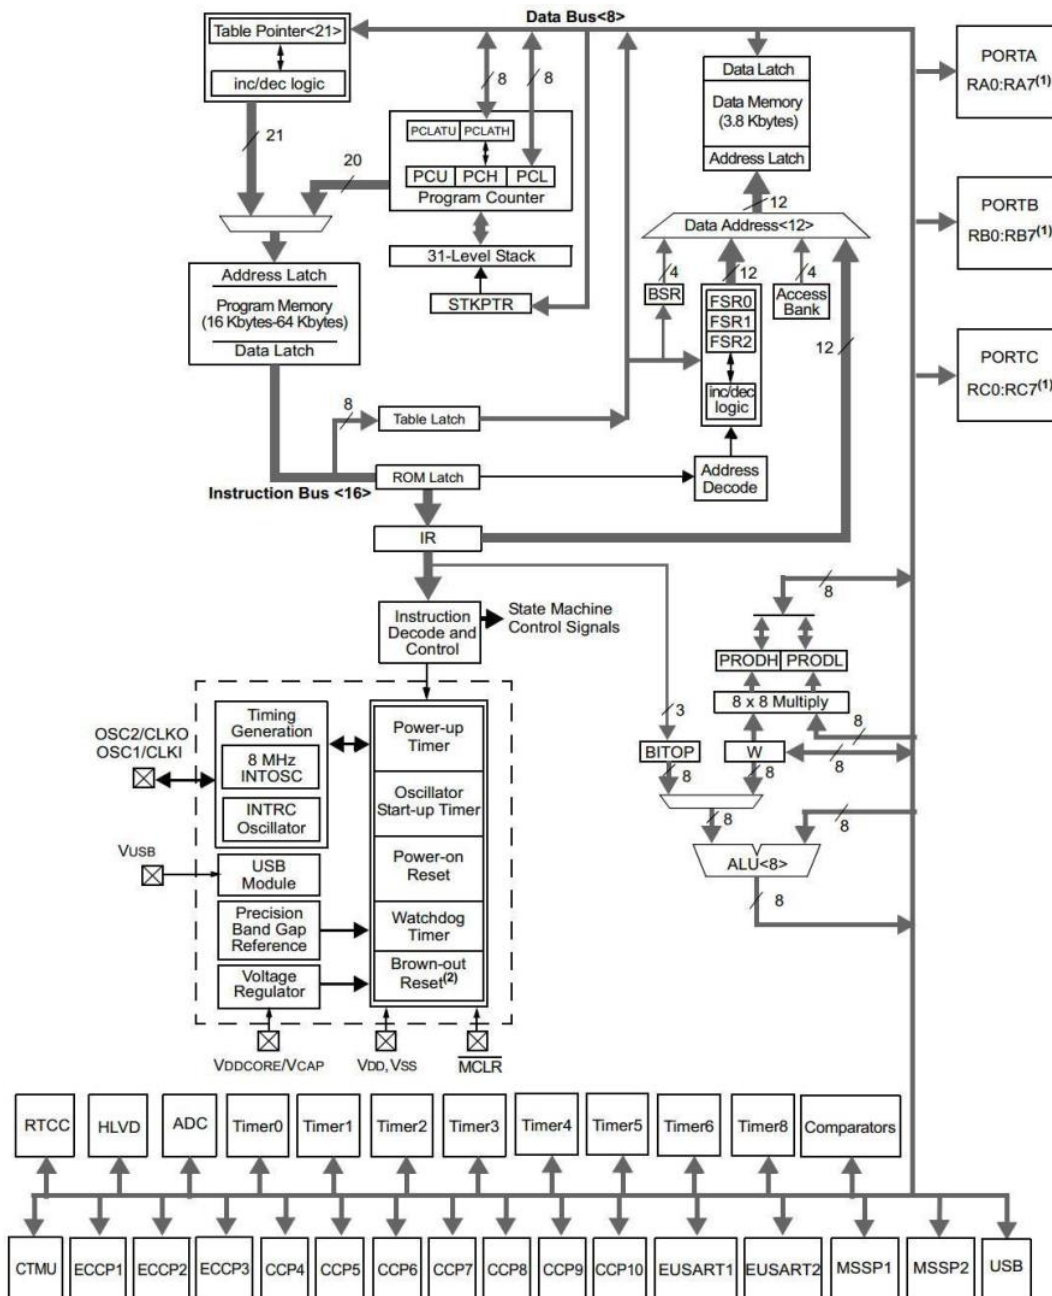 Data Bus<8>
Table Pointer<21>
inc/dec logic
21
20
8
8
PCLATU PCLATH
PCU PCH PCL
Program Counter
31-Level Stack
STKPTR
Address Latch
Program Memory
(16 Kbytes-64 Kbytes)
Data Latch
Data Latch
Data Memory
(3.8 Kbytes)
Address Latch
12
Data Address<12>
4
12
4
BSR
FSR0
FSR1
FSR2
inc/dec
logic
Access
Bank
12
PORTA
RA0:RA7(1)
PORTB
RB0:RB7(1)
PORTC
RC0:RC7(1)
8
Table Latch
ROM Latch
Instruction Bus <16>
Address
Decode
IR
Instruction
Decode and
Control
State Machine
Control Signals
8
PRODH PRODL
8 x 8 Multiply
3
8
BITOP
W
8
8
8
8
8
ALU<8>
8
OSC2/CLKO
OSC1/CLKI
Timing
Generation
8 MHz
INTOSC
INTRC
Oscillator
VUSB
USB
Module
Precision
Band Gap
Reference
Voltage
Regulator
Power-up
Timer
Oscillator
Start-up Timer
Power-on
Reset
Watchdog
Timer
Brown-out
Reset(2)
VDDCORE/VCAP
VDD, VSS
MCLR
RTCC HLVD ADC Timer0 Timer1 Timer2 Timer3 Timer4 Timer5 Timer6 Timer8 Comparators
CTMU ECCP1 ECCP2 ECCP3 CCP4 CCP5 CCP6 CCP7 CCP8 CCP9 CCP10 EUSART1 EUSART2 MSSP1 MSSP2 USB